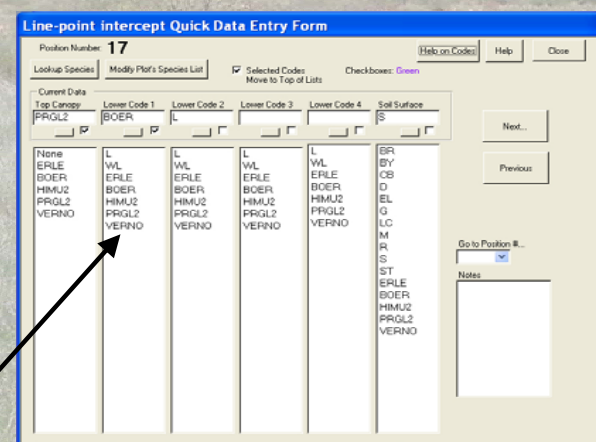 Line-point intercept Quick Data Entry Form
Position Number: 17
Help on Codes Help Close
Lookup Species Modify Plot's Species List Selected Codes Move to Top of Lists Checkboxes: Green
Current Data
Top Canopy Lower Code 1 Lower Code 2 Lower Code 3 Lower Code 4 Soil Surface
PRGL2 BOER L S
Next...
Previous
None L L L L BR
ERLE WL WL WL WL BY
BOER ERLE ERLE ERLE ERLE CB
HIMU2 BOER BOER BOER BOER D
PRGL2 HIMU2 HIMU2 HIMU2 HIMU2 EL
VERNO PRGL2 PRGL2 PRGL2 PRGL2 G
VERNO VERNO VERNO VERNO LC
M
R
S
ST
ERLE
BOER
HIMU2
PRGL2
VERNO
Go to Position #...
Notes